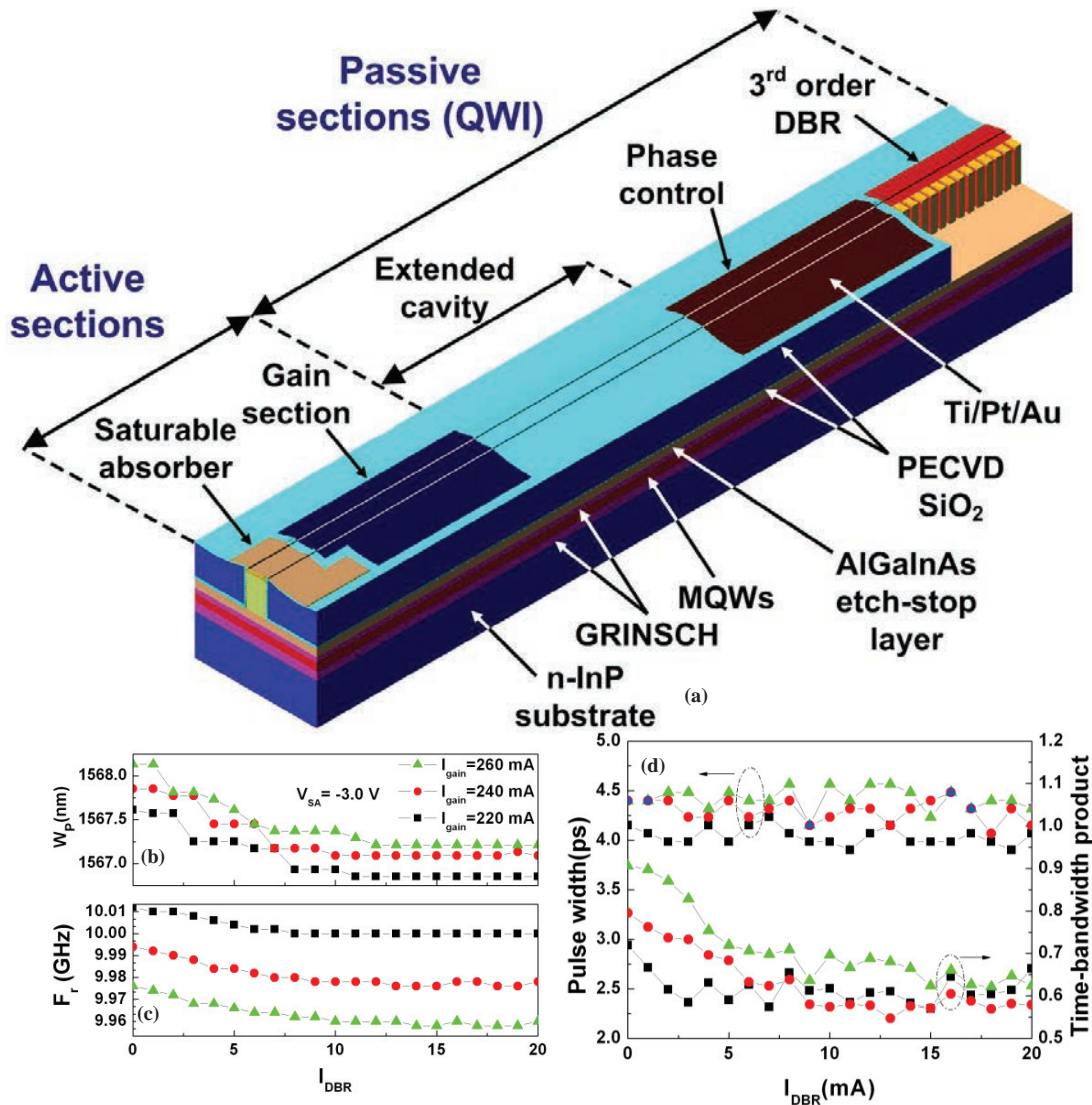 Passive
sections (QWI)
3rd order
DBR
Phase
control
Extended
cavity
Active
sections
Gain
section
Saturable
absorber
Ti/Pt/Au
PECVD
SiO2
AlGaInAs
etch-stop
layer
MQWs
GRINSCH
n-InP
substrate
(a)
WP(nm)
1568.0
1567.5
1567.0
VSA= -3.0 V
Igain=260 mA
Igain=240 mA
Igain=220 mA
(b)
Fr (GHz)
10.01
10.00
9.99
9.98
9.97
9.96
(c)
0 5 10 15 20
IDBR
(d)
Pulse width(ps)
5.0
4.5
4.0
3.5
3.0
2.5
2.0
Time-bandwidth product
1.2
1.1
1.0
0.9
0.8
0.7
0.6
0.5
0 5 10 15 20
IDBR(mA)